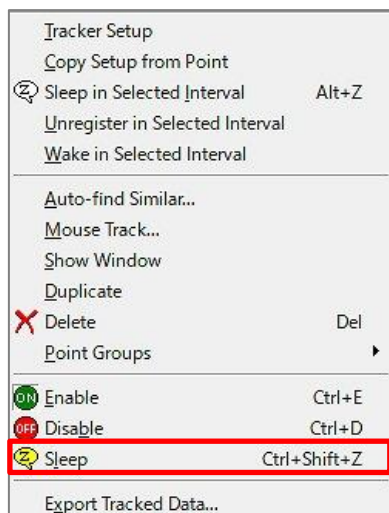 Tracker Setup
Copy Setup from Point
Sleep in Selected Interval Alt+Z
Unregister in Selected Interval
Wake in Selected Interval
Auto-find Similar...
Mouse Track...
Show Window
Duplicate
Delete Del
Point Groups
ON Enable Ctrl+E
OFF Disable Ctrl+D
Sleep Ctrl+Shift+Z
Export Tracked Data...